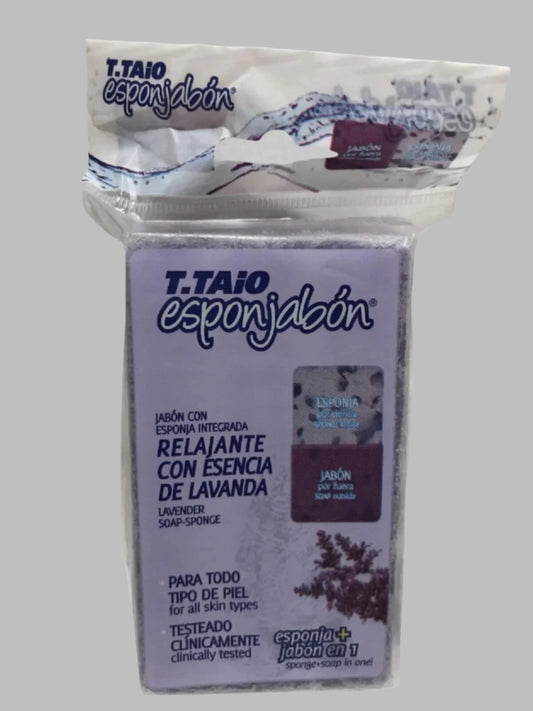 T.TAiO
esponjabón®
T.TAiO
JABÓN
por fuera
ESPONJA
T.TAiO
esponjabón®
ESPONJA
JABÓN CON
ESPONJA INTEGRADA
RELAJANTE
CON ESENCIA
DE LAVANDA
LAVENDER
SOAP-SPONGE
JABÓN
por fuera
SOAP outside
PARA TODO
TIPO DE PIEL
for all skin types
TESTEADO
CLÍNICAMENTE
clinically tested
esponja+
jabón en 1
sponge+soap in one!